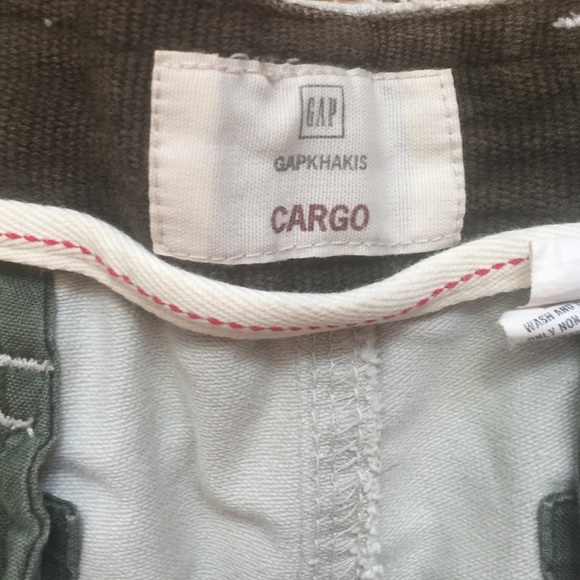 GAP
GAPKHAKIS
CARGO
WASH AND
ONLY NON